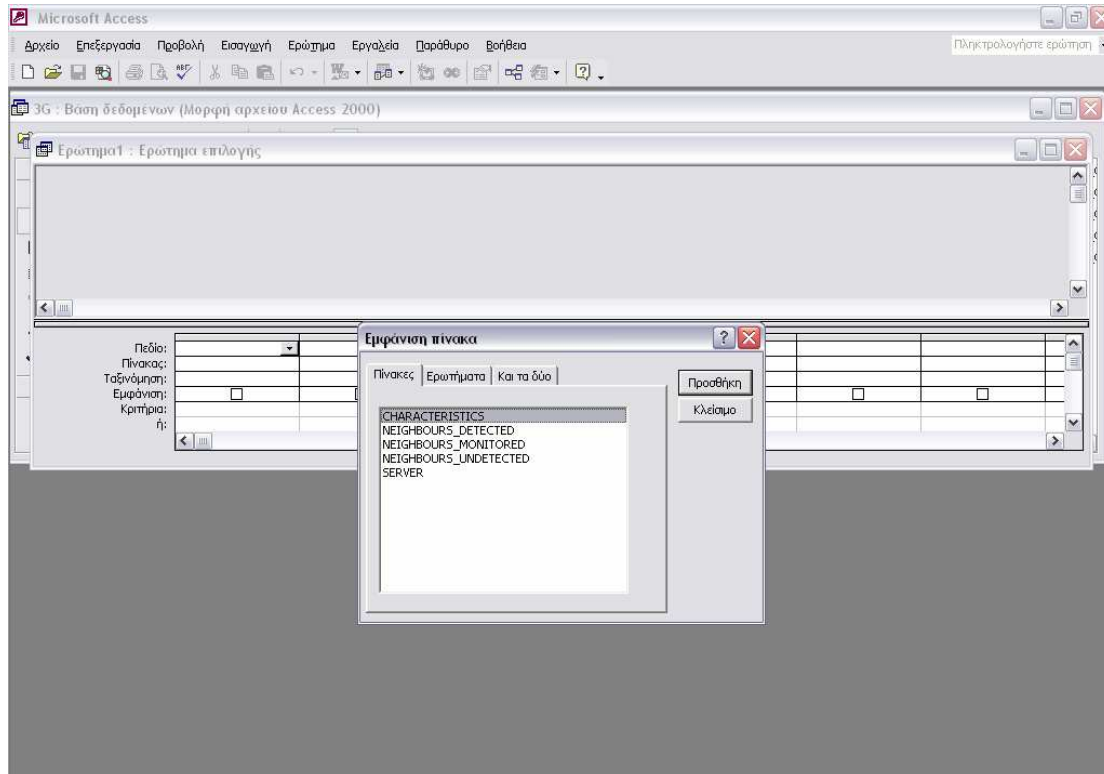 Microsoft Access
Αρχείο Επεξεργασία Προβολή Εισαγωγή Ερώτημα Εργαλεία Παράθυρο Βοήθεια Πληκτρολογήστε ερώτηση
3G : Βάση δεδομένων (Μορφή αρχείου Access 2000)
Ερώτημα1 : Ερώτημα επιλογής
Πεδίο:
Πίνακας:
Ταξινόμηση:
Εμφάνιση:
Κριτήρια:
ή:
Εμφάνιση πίνακα
Πίνακες Ερωτήματα Και τα δύο
CHARACTERISTICS
NEIGHBOURS_DETECTED
NEIGHBOURS_MONITORED
NEIGHBOURS_UNDETECTED
SERVER
Προσθήκη
Κλείσιμο